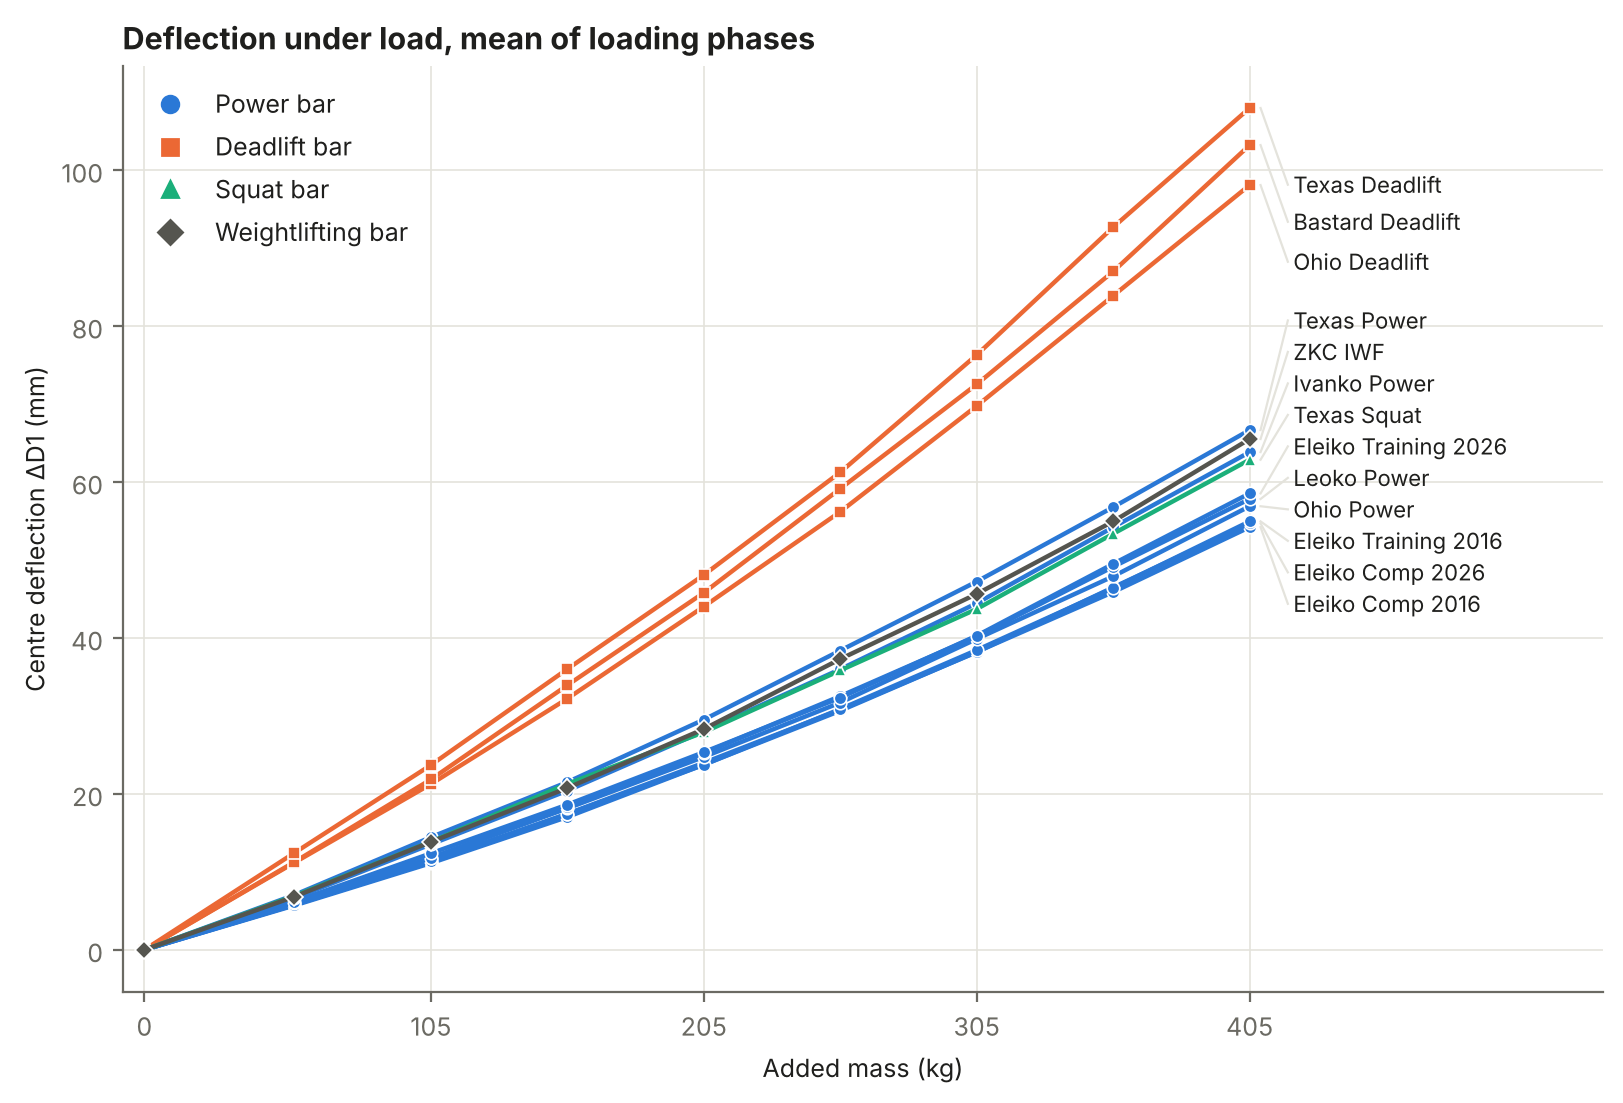 Deflection under load, mean of loading phases
Power bar
Deadlift bar
Squat bar
Weightlifting bar
Centre deflection ΔD1 (mm)
100
80
60
40
20
0
Texas Deadlift
Bastard Deadlift
Ohio Deadlift
Texas Power
ZKC IWF
Ivanko Power
Texas Squat
Eleiko Training 2026
Leoko Power
Ohio Power
Eleiko Training 2016
Eleiko Comp 2026
Eleiko Comp 2016
0 105 205 305 405
Added mass (kg)